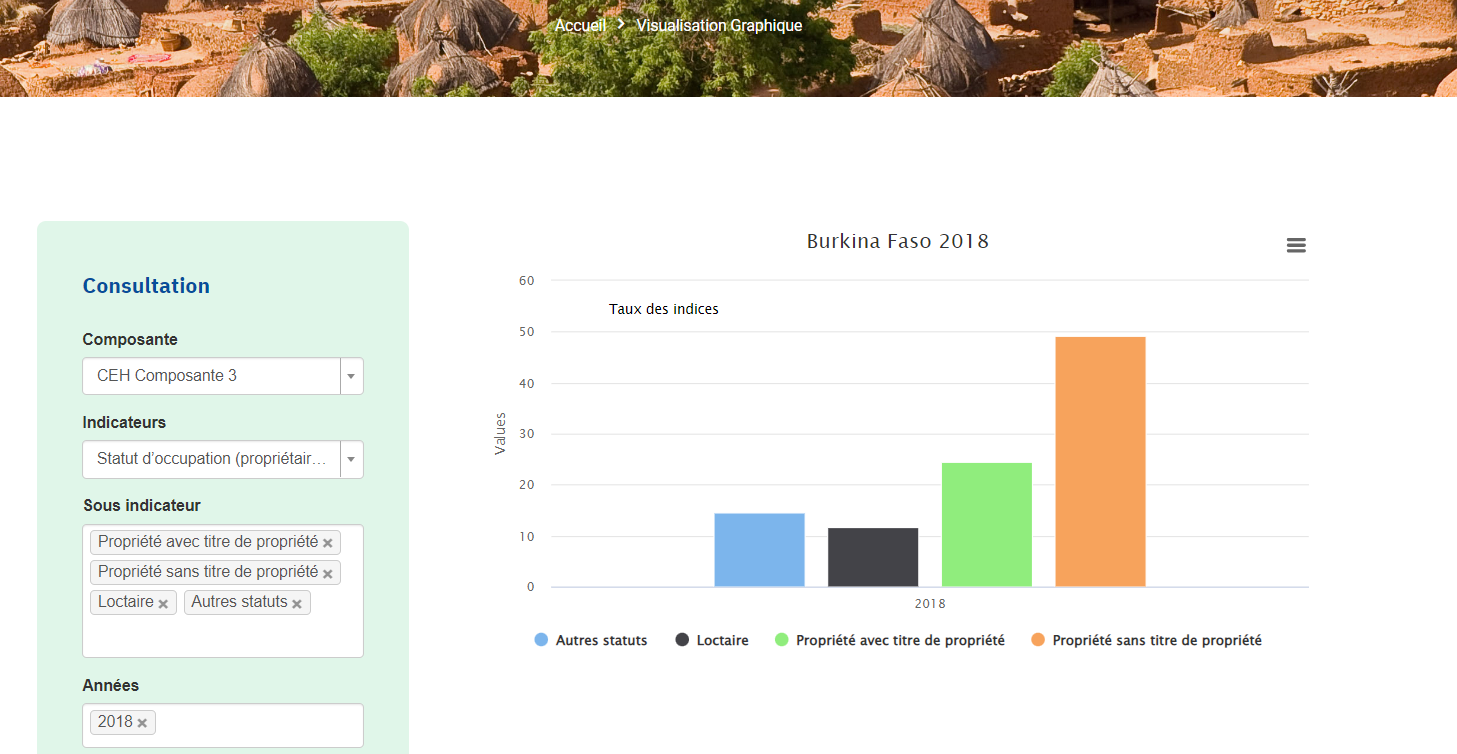 Accueil > Visualisation Graphique
Consultation
Composante
CEH Composante 3
Indicateurs
Statut d’occupation (propriétair…
Sous indicateur
Propriété avec titre de propriété ×
Propriété sans titre de propriété ×
Loctaire × Autres statuts ×
Années
2018 ×
Burkina Faso 2018
Taux des indices
Values
60
50
40
30
20
10
0
2018
Autres statuts Loctaire Propriété avec titre de propriété Propriété sans titre de propriété